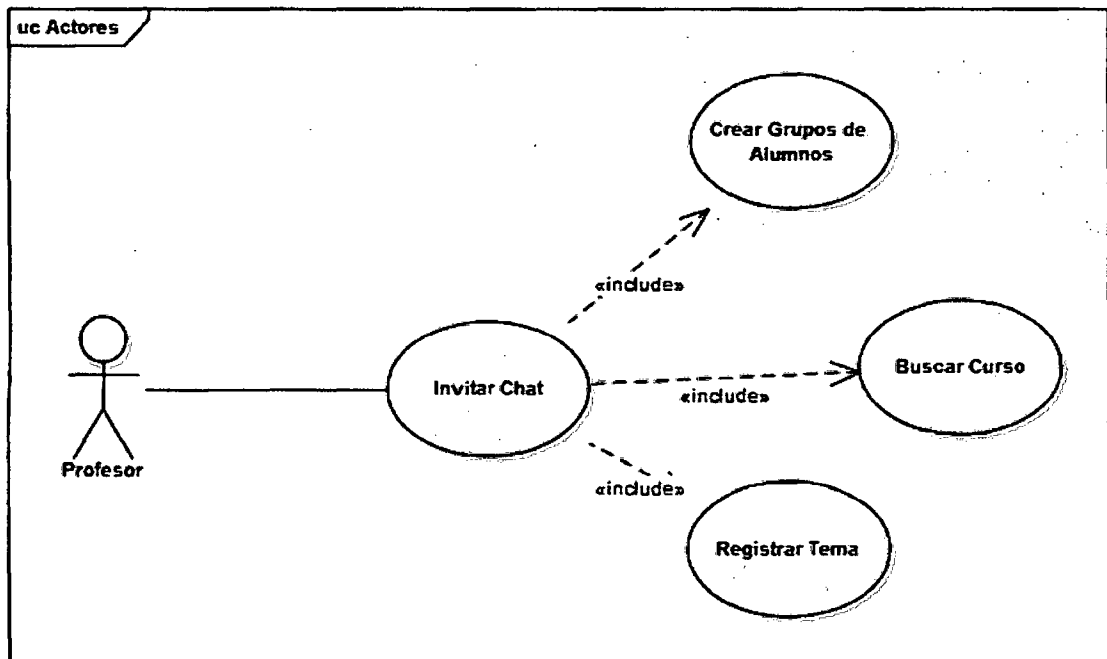 uc Actores
Crear Grupos de
Alumnos
«include»
Invitar Chat
Buscar Curso
«include»
Profesor
«include»
Registrar Tema